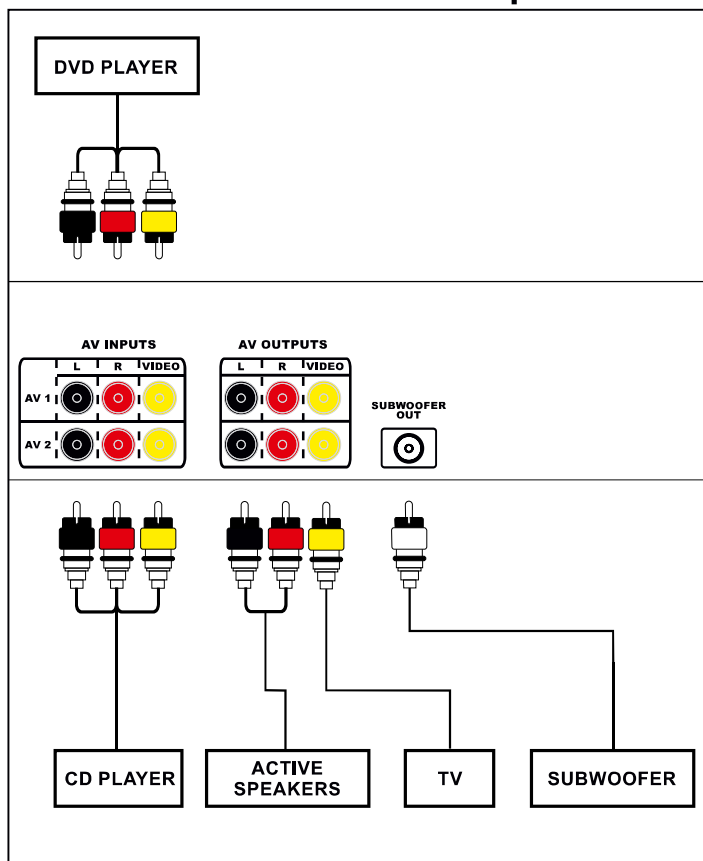 DVD PLAYER
AV INPUTS
L R VIDEO
AV 1
AV 2
AV OUTPUTS
L R VIDEO
SUBWOOFER
OUT
CD PLAYER
ACTIVE
SPEAKERS
TV
SUBWOOFER